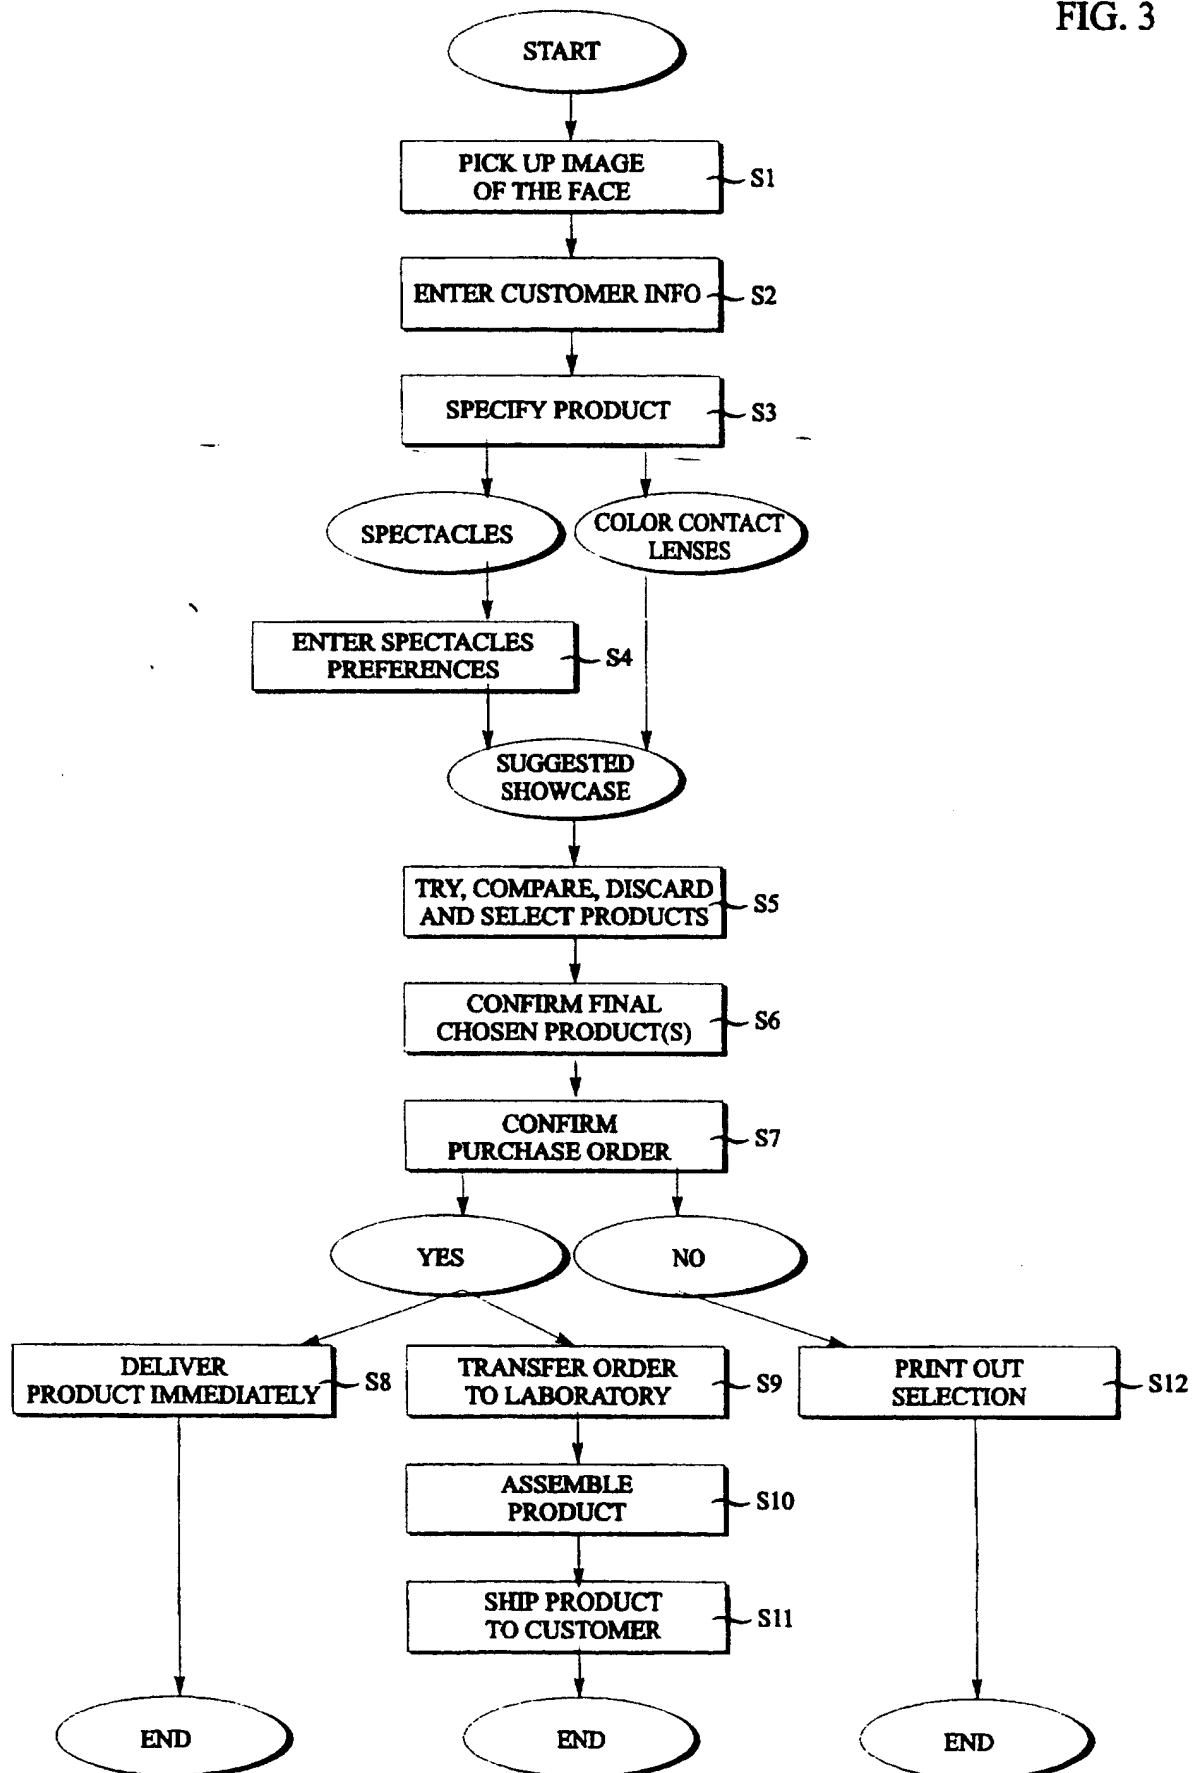 FIG. 3
START
PICK UP IMAGE
OF THE FACE
S1
ENTER CUSTOMER INFO
S2
SPECIFY PRODUCT
S3
SPECTACLES
COLOR CONTACT
LENSES
ENTER SPECTACLES
PREFERENCES
S4
SUGGESTED
SHOWCASE
TRY, COMPARE, DISCARD
AND SELECT PRODUCTS
S5
CONFIRM FINAL
CHOSEN PRODUCT(S)
S6
CONFIRM
PURCHASE ORDER
S7
YES
NO
DELIVER
PRODUCT IMMEDIATELY
S8
TRANSFER ORDER
TO LABORATORY
S9
PRINT OUT
SELECTION
S12
ASSEMBLE
PRODUCT
S10
SHIP PRODUCT
TO CUSTOMER
S11
END
END
END